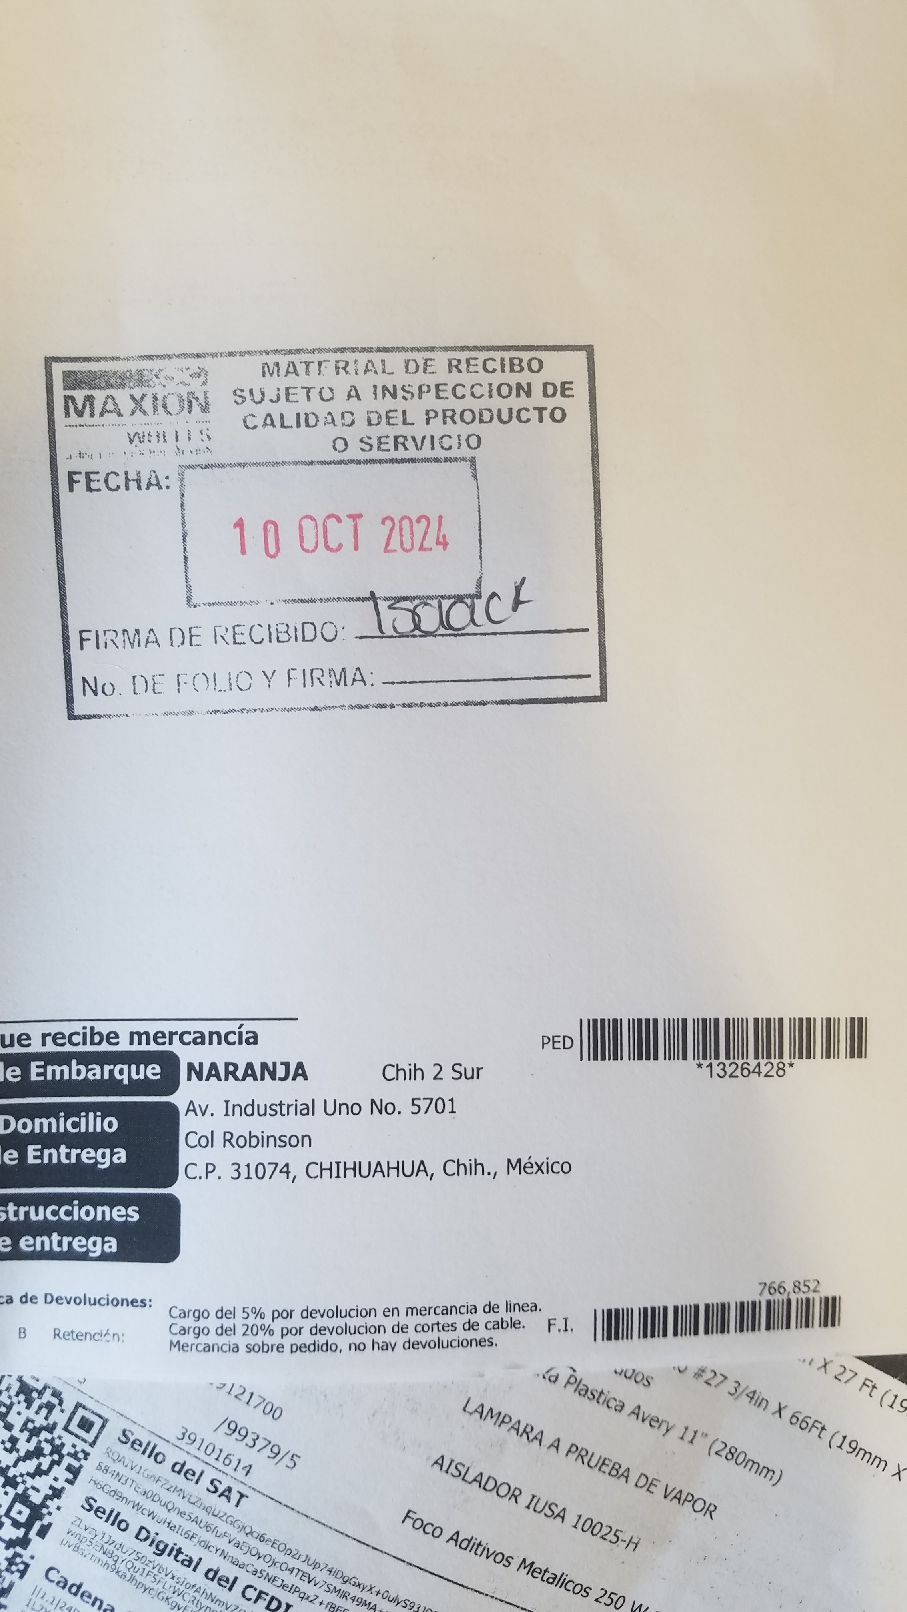 MAXION
WHEELS
MATERIAL DE RECIBO
SUJETO A INSPECCION DE
CALIDAD DEL PRODUCTO
O SERVICIO
FECHA:
10 OCT 2024
FIRMA DE RECIBIDO: Isaack
No. DE FOLIO Y FIRMA:
ue recibe mercancía
PED
*1326428*
de Embarque NARANJA Chih 2 Sur
Domicilio
de Entrega
Av. Industrial Uno No. 5701
Col Robinson
C.P. 31074, CHIHUAHUA, Chih., México
strucciones
e entrega
766,852
ca de Devoluciones:
Cargo del 5% por devolucion en mercancia de linea.
B Retención:
Cargo del 20% por devolucion de cortes de cable. F.I.
Mercancia sobre pedido, no hay devoluciones.
X 27 Ft (19
#27 3/4in X 66Ft (19mm X
Plastica Avery 11" (280mm)
LAMPARA A PRUEBA DE VAPOR
AISLADOR IUSA 10025-H
Foco Aditivos Metalicos 250 W
121700
/99379/5
39101614
Sello del SAT
Sello Digital del CFDI
Cadena